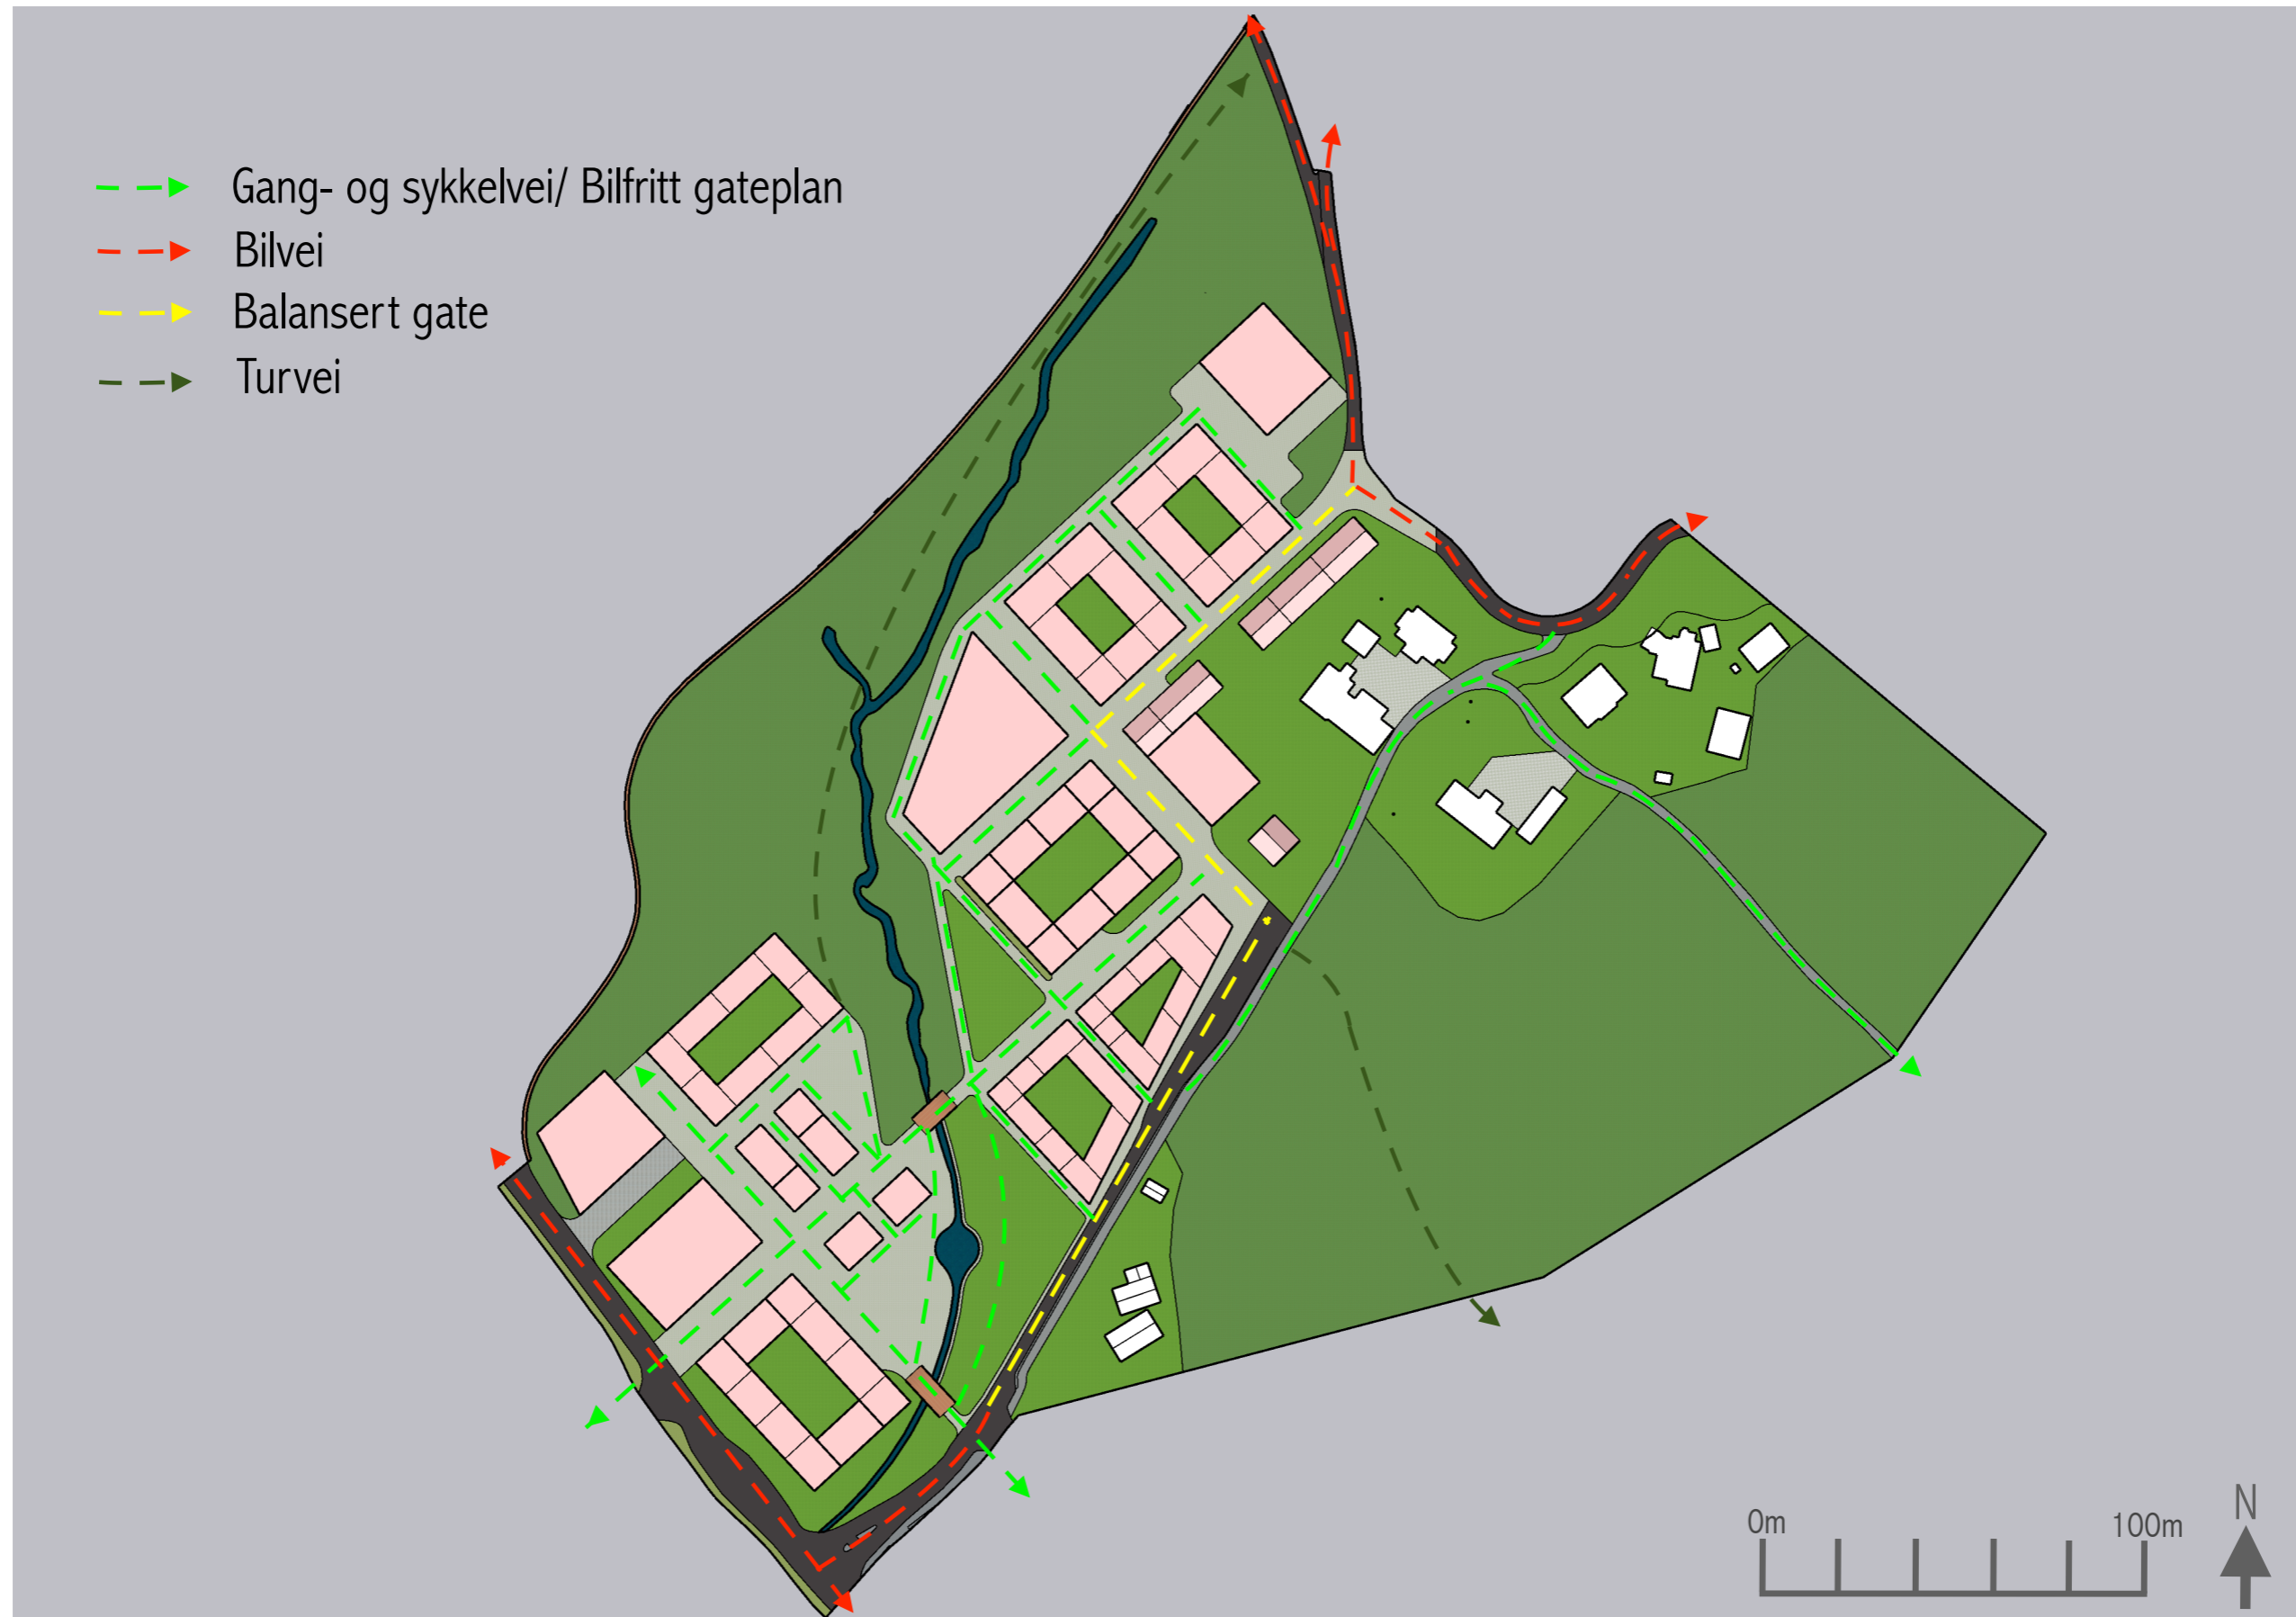 Gang- og sykkelvei/ Bilfritt gateplan
Bilvei
Balansert gate
Turvei
0m
100m
N